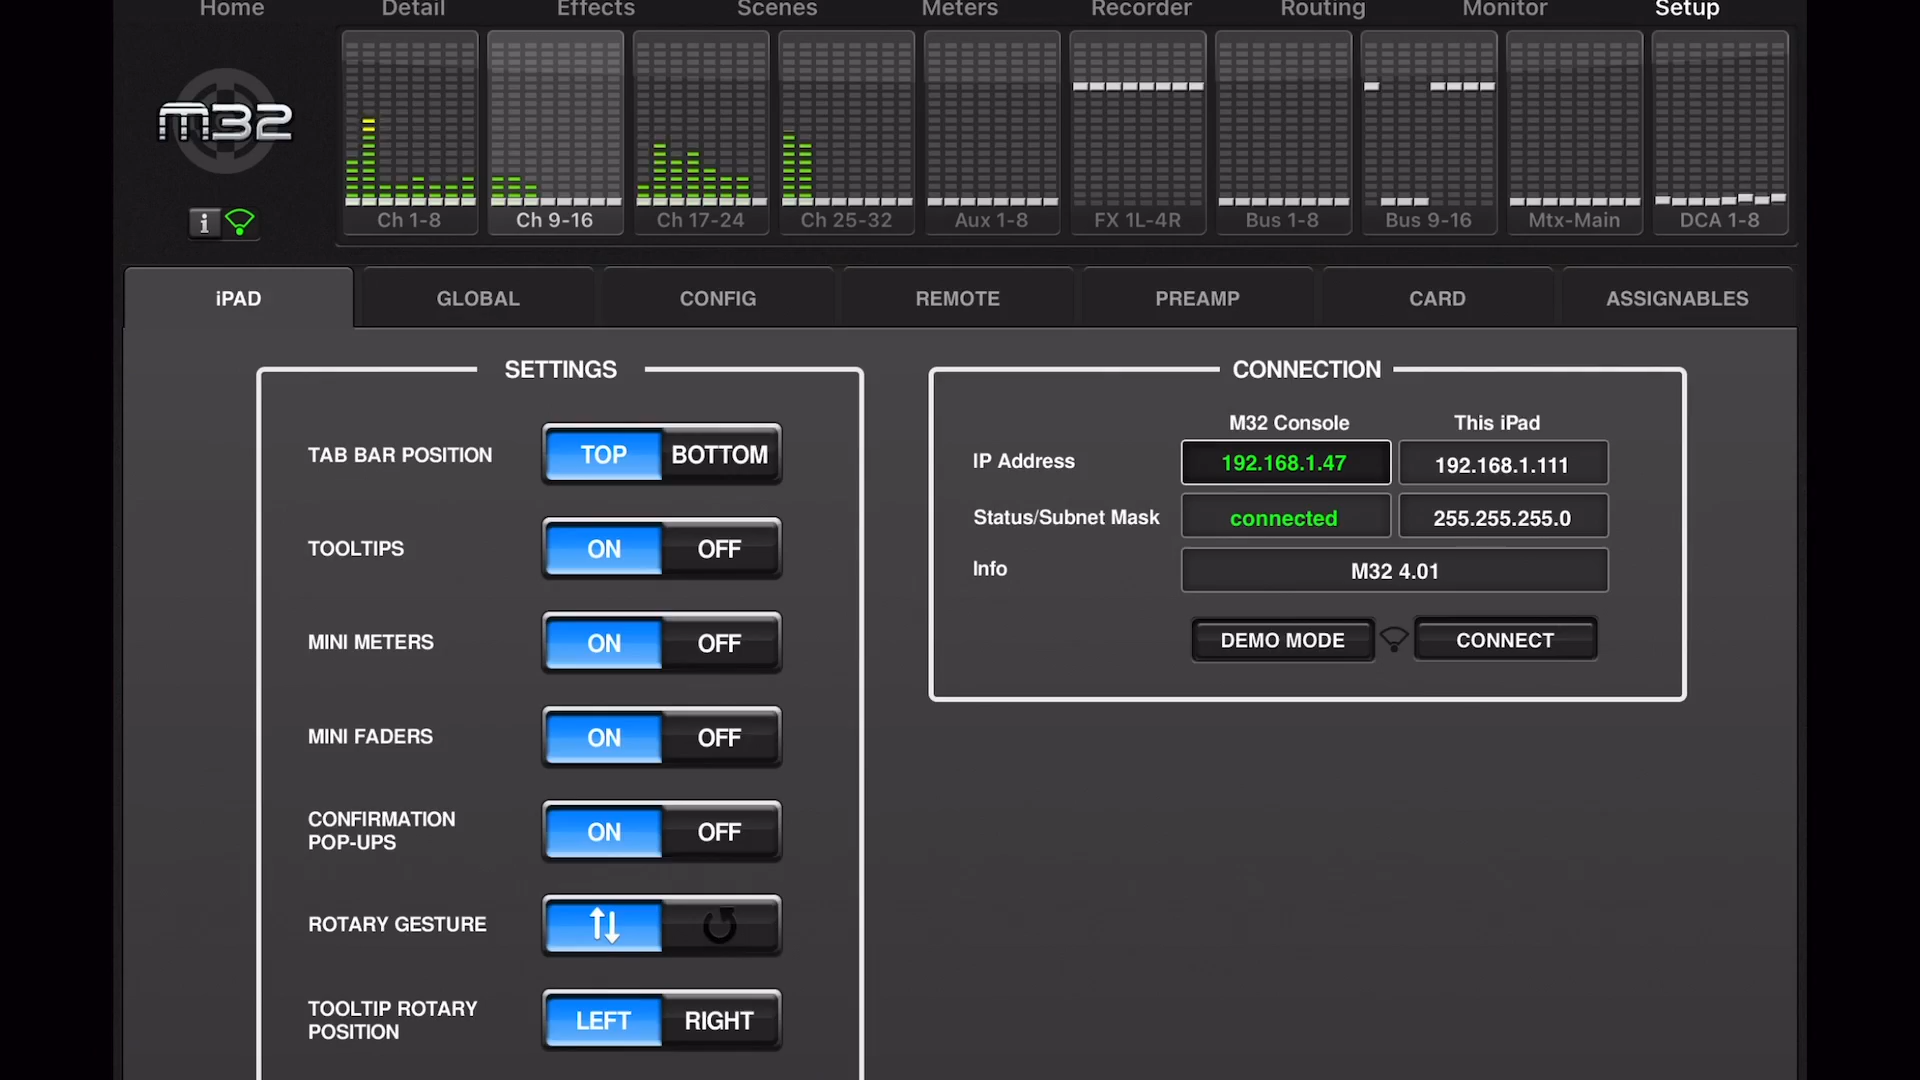 Home Detail Effects Scenes Meters Recorder Routing Monitor Setup
M32
i
Ch 1-8 Ch 9-16 Ch 17-24 Ch 25-32 Aux 1-8 FX 1L-4R Bus 1-8 Bus 9-16 Mtx-Main DCA 1-8
iPAD GLOBAL CONFIG REMOTE PREAMP CARD ASSIGNABLES
SETTINGS
TAB BAR POSITION TOP BOTTOM
TOOLTIPS ON OFF
MINI METERS ON OFF
MINI FADERS ON OFF
CONFIRMATION
POP-UPS ON OFF
ROTARY GESTURE
TOOLTIP ROTARY
POSITION LEFT RIGHT
CONNECTION
M32 Console This iPad
IP Address 192.168.1.47 192.168.1.111
Status/Subnet Mask connected 255.255.255.0
Info M32 4.01
DEMO MODE CONNECT